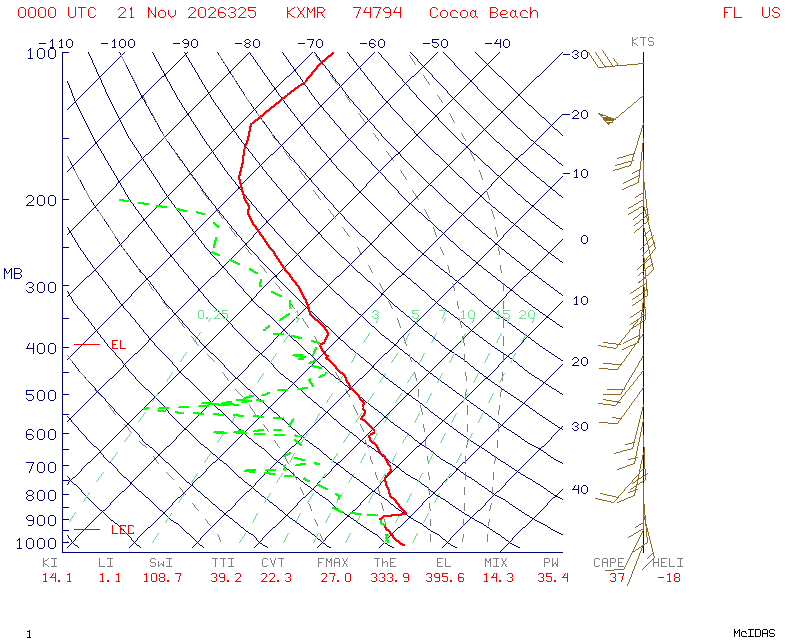 0000 UTC 21 Nov 2026325 KXMR 74794 Cocoa Beach FL US
-110 -100 -90 -80 -70 -60 -50 -40 KTS
100 -30
-20
-10
200
0
MB
300 10
0.25 1 3 5 7 10 15 20
EL
400 20
500
30
600
700
40
800
900
LCL
1000
KI LI SWI TTI CVT FMAX ThE EL MIX PW CAPE HELI
14.1 1.1 108.7 39.2 22.3 27.0 333.9 395.6 14.3 35.4 37 -18
1 McIDAS